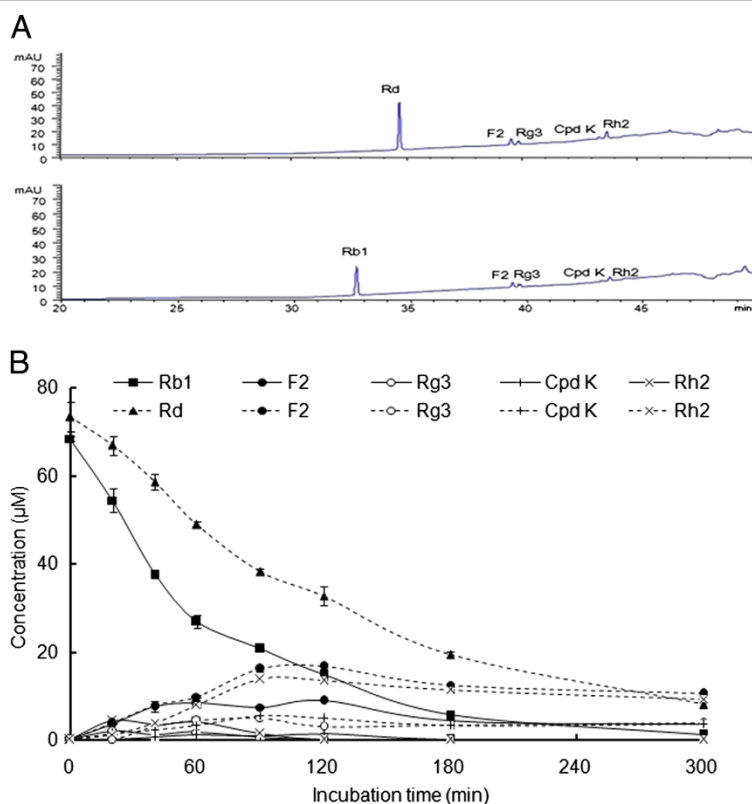 A
mAU
70
60
50
40
30
20
10
0
Rd
F2 Rg3 Cpd K Rh2
mAU
70
60
50
40
30
20
10
0
Rb1
F2 Rg3 Cpd K Rh2
20 25 30 35 40 45 min
B
Rb1 F2 Rg3 Cpd K Rh2
Rd F2 Rg3 Cpd K Rh2
80
60
40
20
0
Concentration (µM)
0 60 120 180 240 300
Incubation time (min)